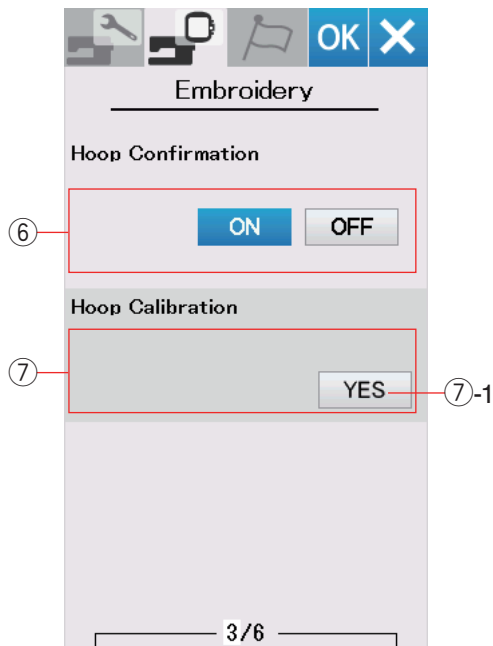 OK
Embroidery
Hoop Confirmation
⑥
ON OFF
Hoop Calibration
⑦
YES ⑦-1
3/6